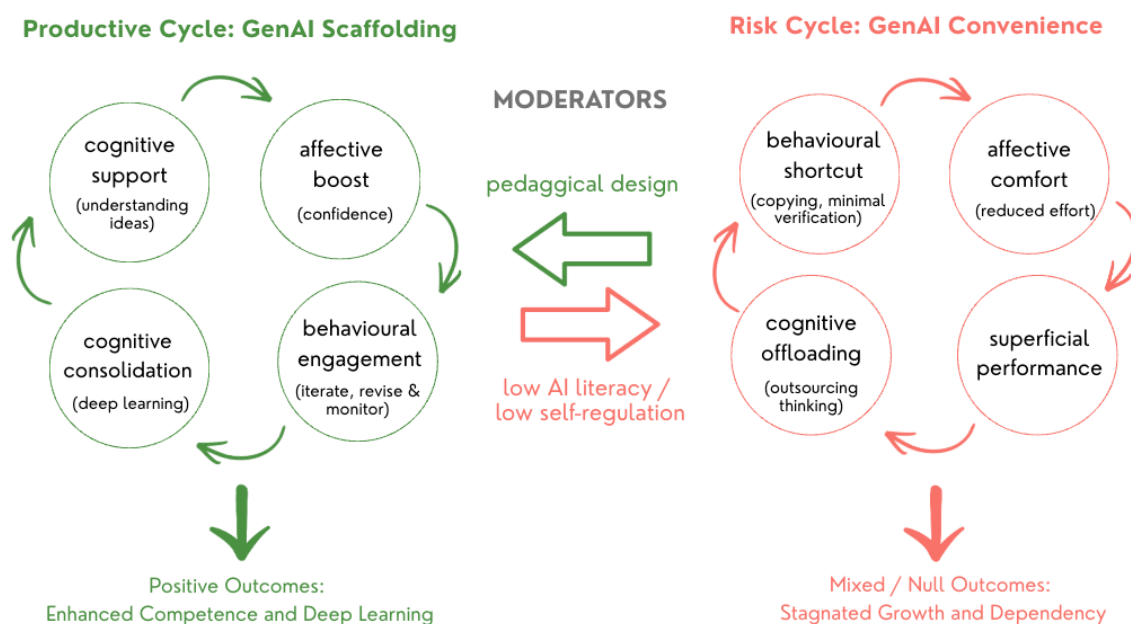 Productive Cycle: GenAI Scaffolding
cognitive
support
(understanding
ideas)
affective
boost
(confidence)
behavioural
engagement
(iterate, revise &
monitor)
cognitive
consolidation
(deep learning)
Positive Outcomes:
Enhanced Competence and Deep Learning
MODERATORS
pedaggical design
low AI literacy /
low self-regulation
Risk Cycle: GenAI Convenience
behavioural
shortcut
(copying, minimal
verification)
affective
comfort
(reduced effort)
superficial
performance
cognitive
offloading
(outsourcing
thinking)
Mixed / Null Outcomes:
Stagnated Growth and Dependency